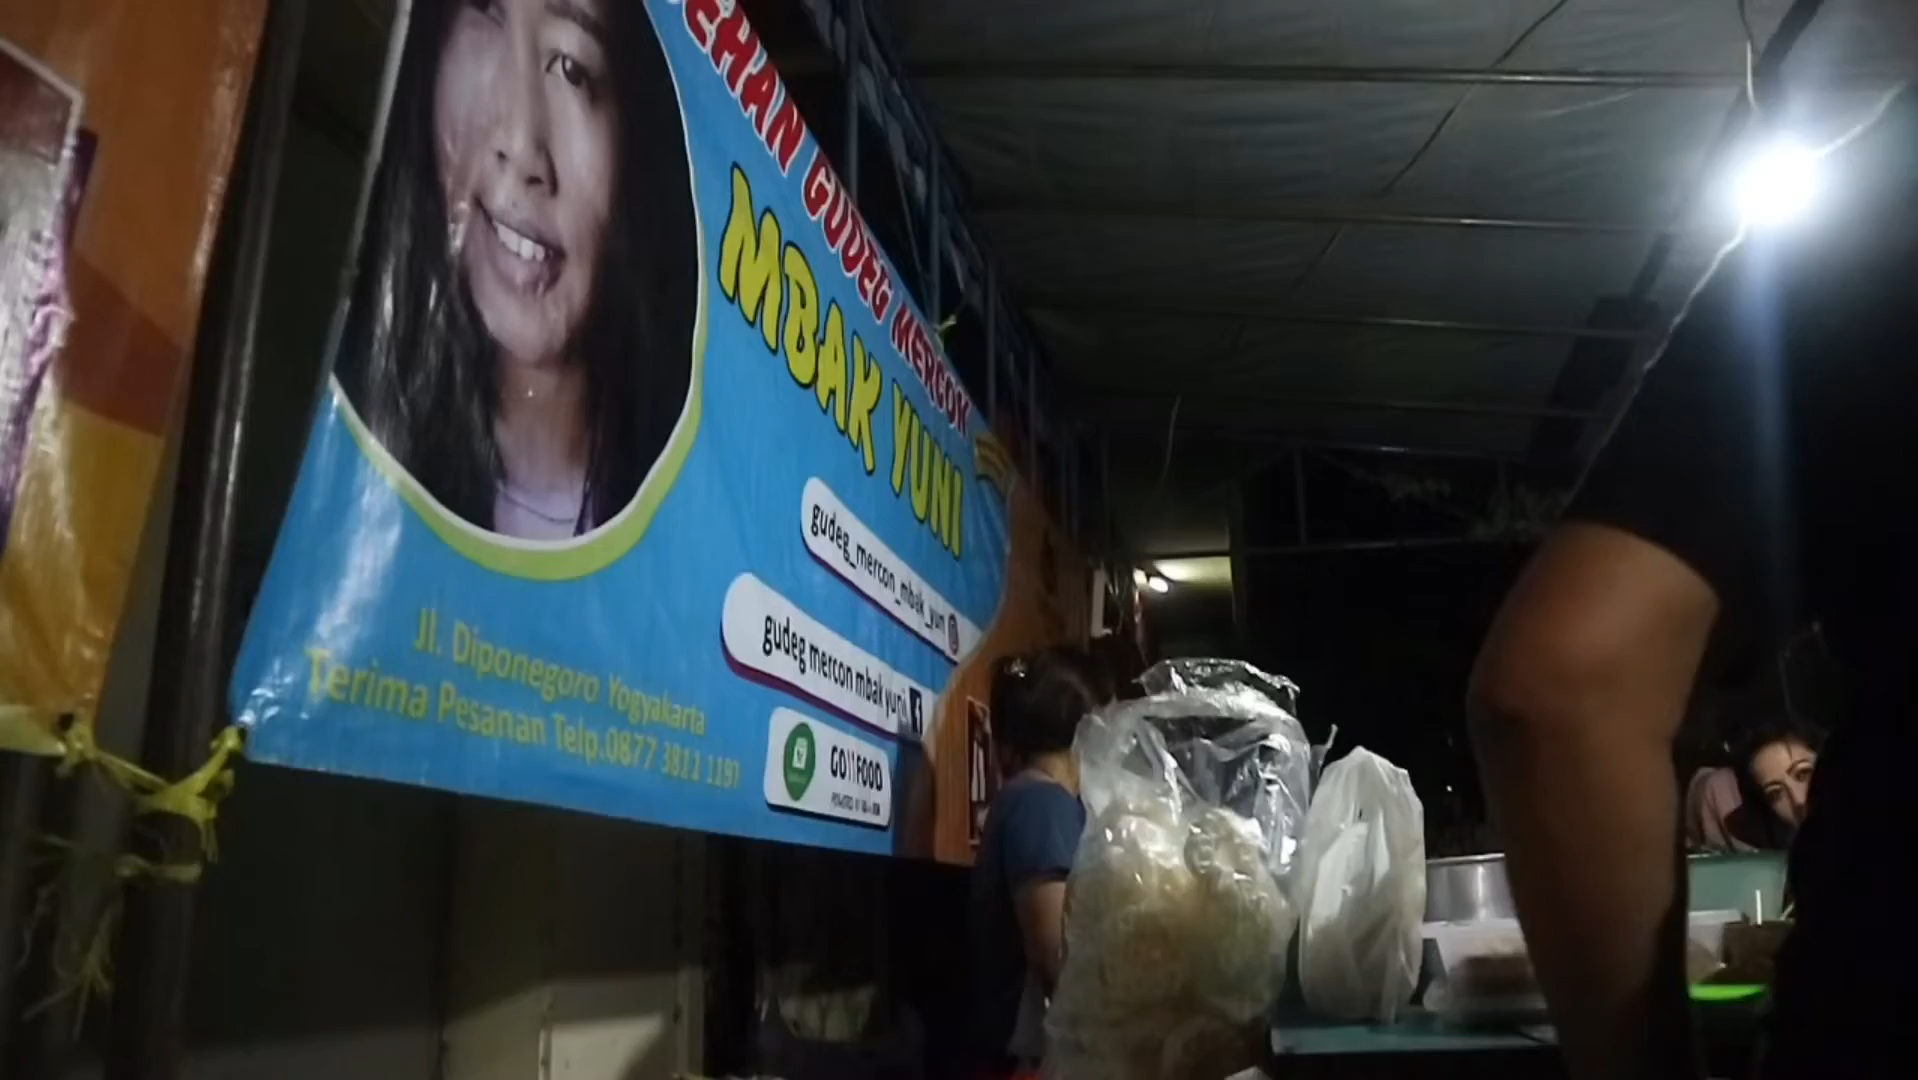 GUDEG MERCON
MBAK YUNI
gudeg_mercon_mbak_yuni
gudeg mercon mbak yuni
Jl. Diponegoro Yogyakarta
Terima Pesanan Telp.0877 3811 1197
GO FOOD